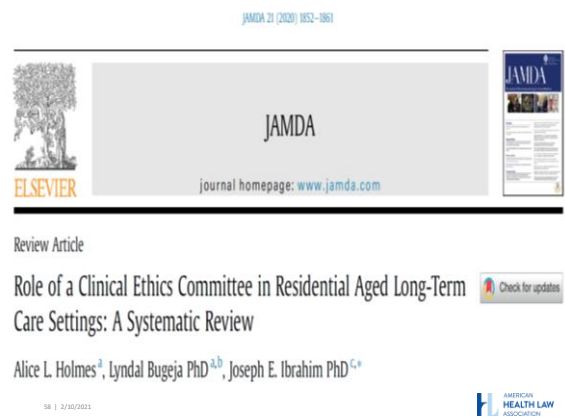 JAMDA 21 (2020) 1852–1861
JAMDA
JAMDA
journal homepage: www.jamda.com
ELSEVIER
Review Article
Role of a Clinical Ethics Committee in Residential Aged Long-Term
Care Settings: A Systematic Review
Check for updates
Alice L. Holmes a, Lyndal Bugeja PhD a,b, Joseph E. Ibrahim PhD c,*
58 | 2/10/2021
AMERICAN
HEALTH LAW
ASSOCIATION